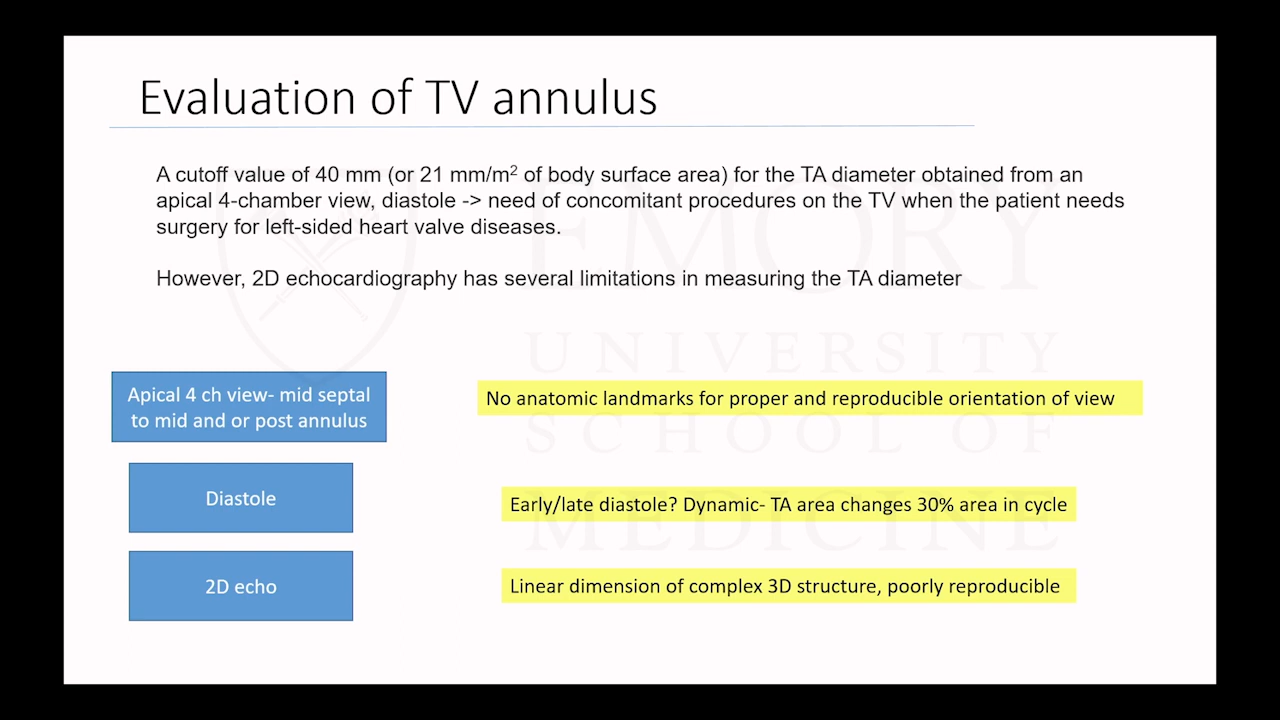 Evaluation of TV annulus
A cutoff value of 40 mm (or 21 mm/m² of body surface area) for the TA diameter obtained from an
apical 4-chamber view, diastole -> need of concomitant procedures on the TV when the patient needs
surgery for left-sided heart valve diseases.
However, 2D echocardiography has several limitations in measuring the TA diameter
Apical 4 ch view- mid septal
to mid and or post annulus
No anatomic landmarks for proper and reproducible orientation of view
Diastole
Early/late diastole? Dynamic- TA area changes 30% area in cycle
2D echo
Linear dimension of complex 3D structure, poorly reproducible
EMORY
UNIVERSITY
SCHOOL OF
MEDICINE